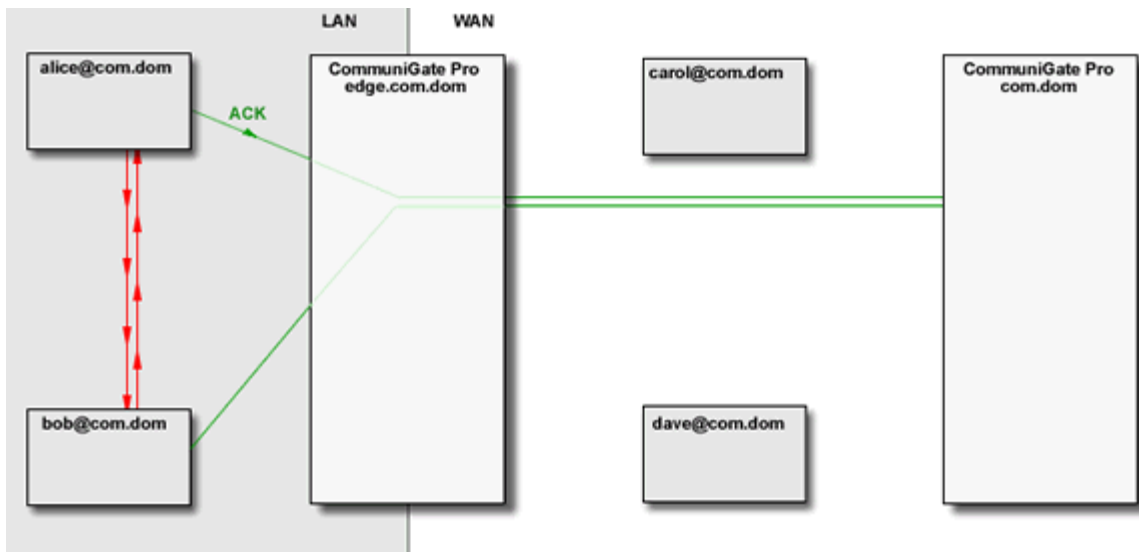 LAN
WAN
alice@com.dom
CommuniGate Pro
edge.com.dom
carol@com.dom
CommuniGate Pro
com.dom
ACK
bob@com.dom
dave@com.dom